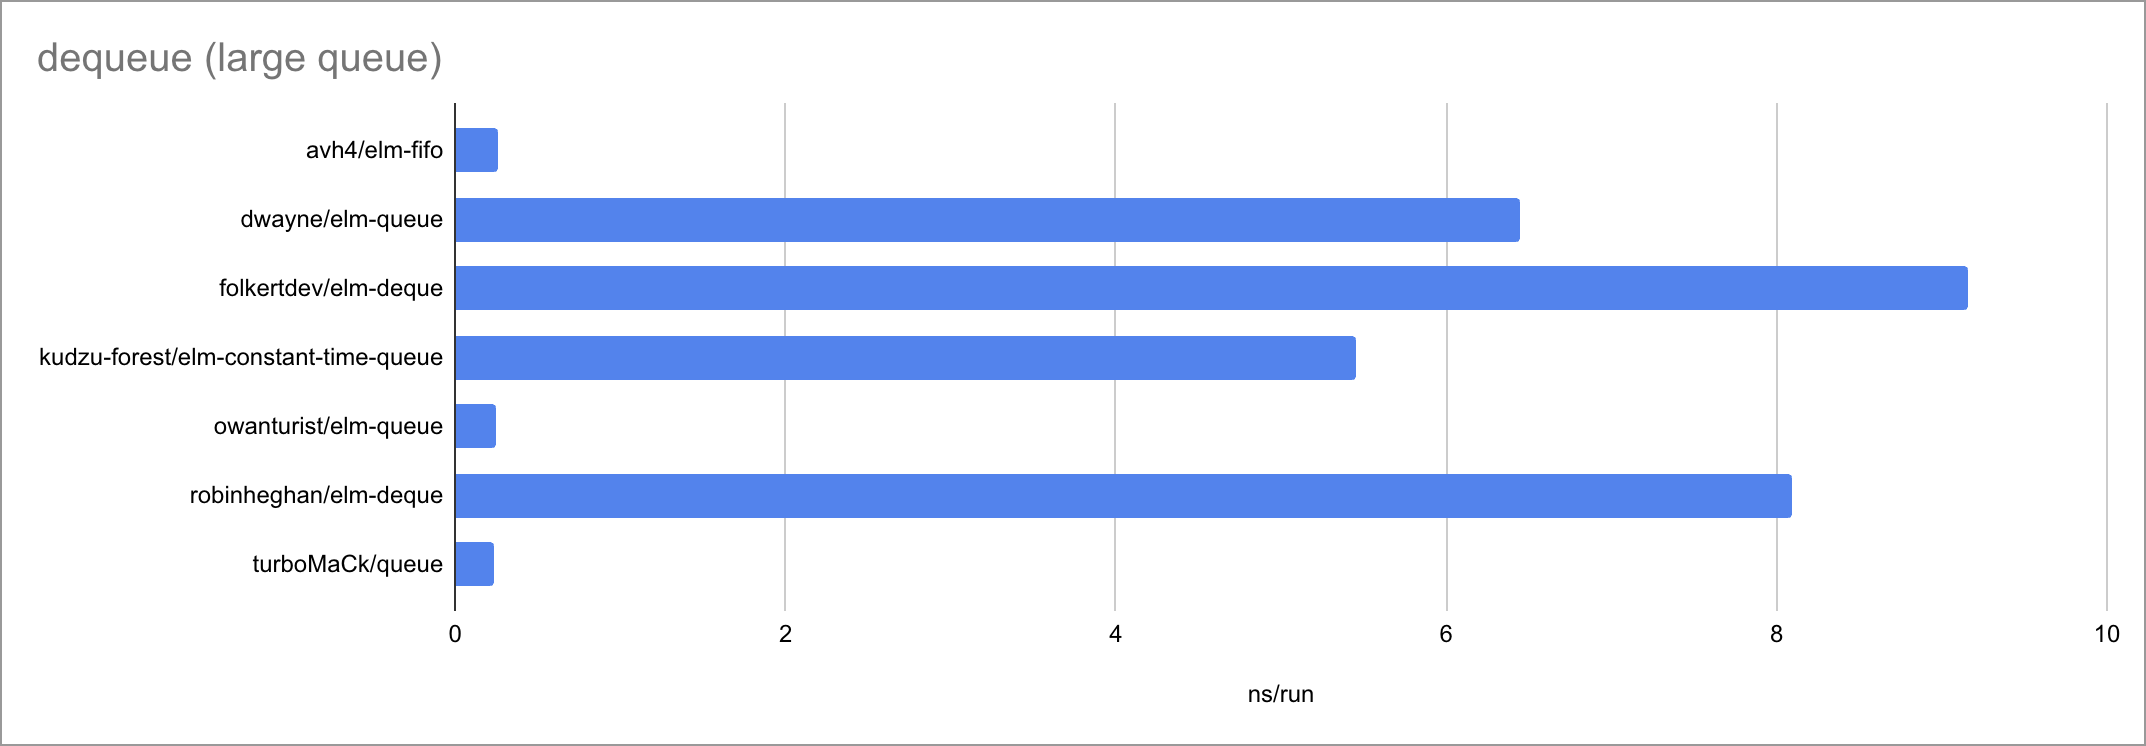 dequeue (large queue)
avh4/elm-fifo
dwayne/elm-queue
folkertdev/elm-deque
kudzu-forest/elm-constant-time-queue
owanturist/elm-queue
robinheghan/elm-deque
turboMaCk/queue
0 2 4 6 8 10
ns/run